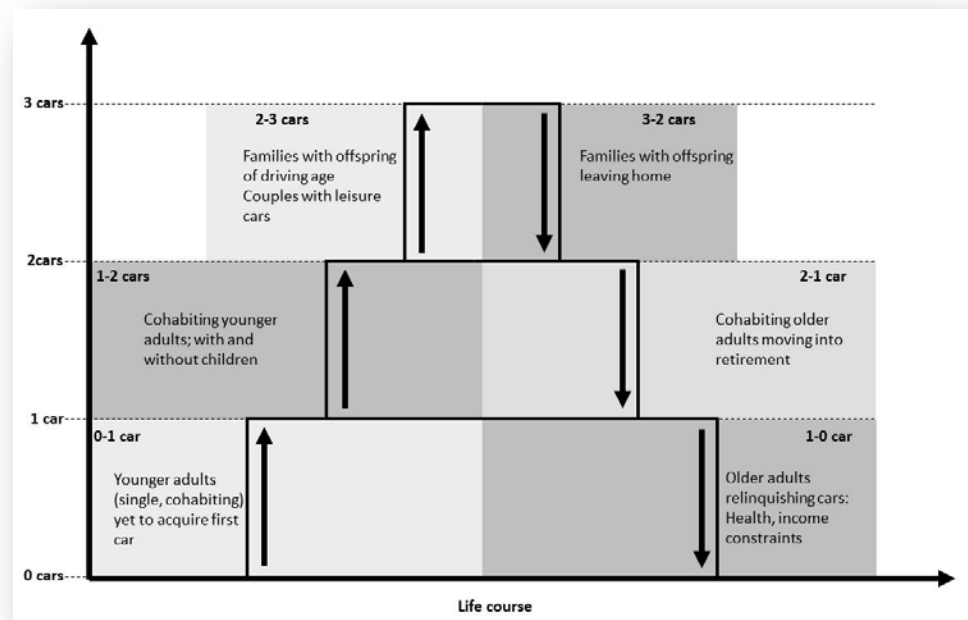 3 cars
2-3 cars
Families with offspring
of driving age
Couples with leisure
cars
3-2 cars
Families with offspring
leaving home
2cars
1-2 cars
Cohabiting younger
adults; with and
without children
2-1 car
Cohabiting older
adults moving into
retirement
1 car
0-1 car
Younger adults
(single, cohabiting)
yet to acquire first
car
1-0 car
Older adults
relinquishing cars:
Health, income
constraints
0 cars
Life course